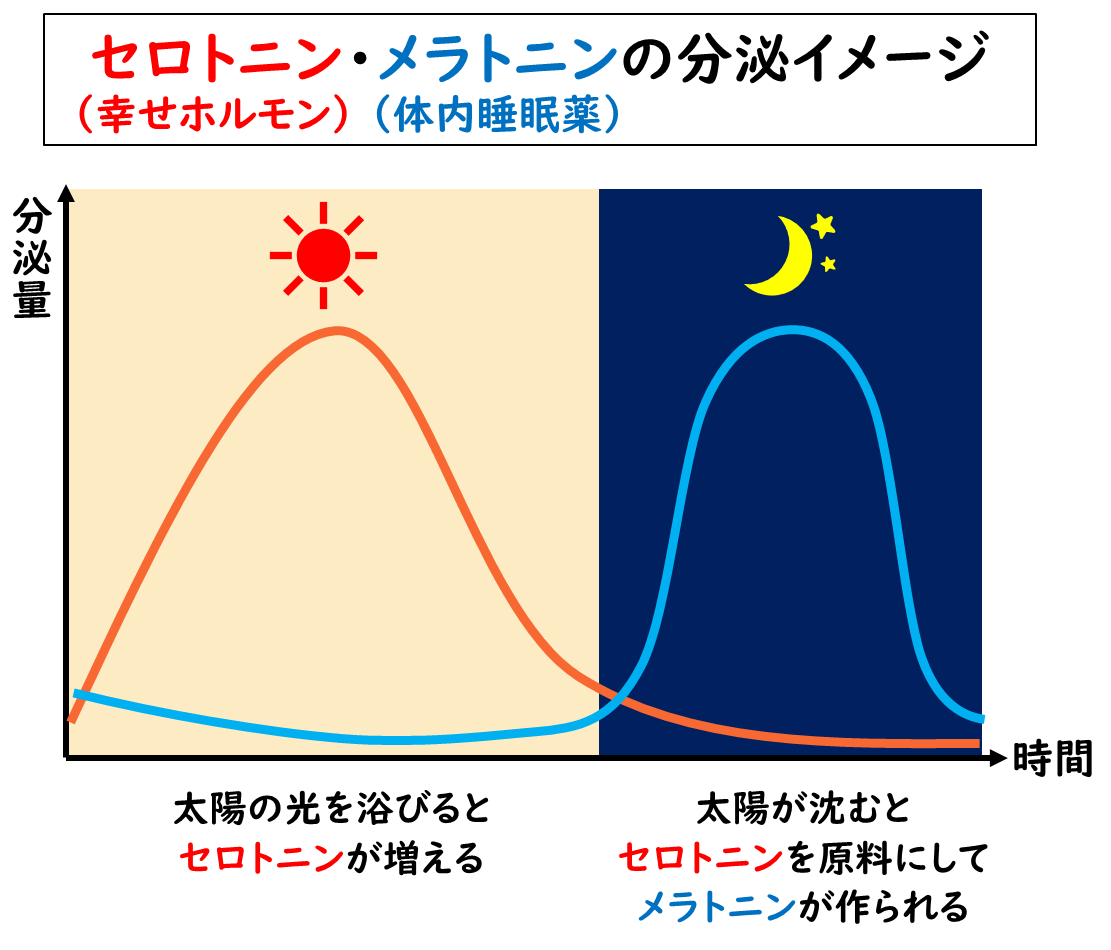 セロトニン・メラトニンの分泌イメージ
（幸せホルモン）（体内睡眠薬）
分泌量
時間
太陽の光を浴びると
セロトニンが増える
太陽が沈むと
セロトニンを原料にして
メラトニンが作られる